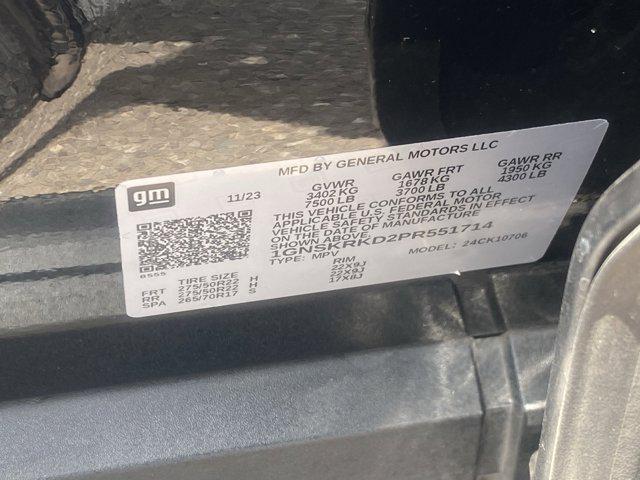 MFD BY GENERAL MOTORS LLC
gm
11/23
GVWR GAWR FRT GAWR RR
3402 KG 1678 KG 1950 KG
7500 LB 3700 LB 4300 LB
THIS VEHICLE CONFORMS TO ALL
APPLICABLE U.S. FEDERAL MOTOR
VEHICLE SAFETY STANDARDS IN EFFECT
ON THE DATE OF MANUFACTURE
SHOWN ABOVE.
1GNSKRKD2PR551714
TYPE: MPV MODEL: 24CK10706
8555
TIRE SIZE RIM
FRT 275/50R22 H 22X9J
RR 275/50R22 H 22X9J
SPA 265/70R17 S 17X8J